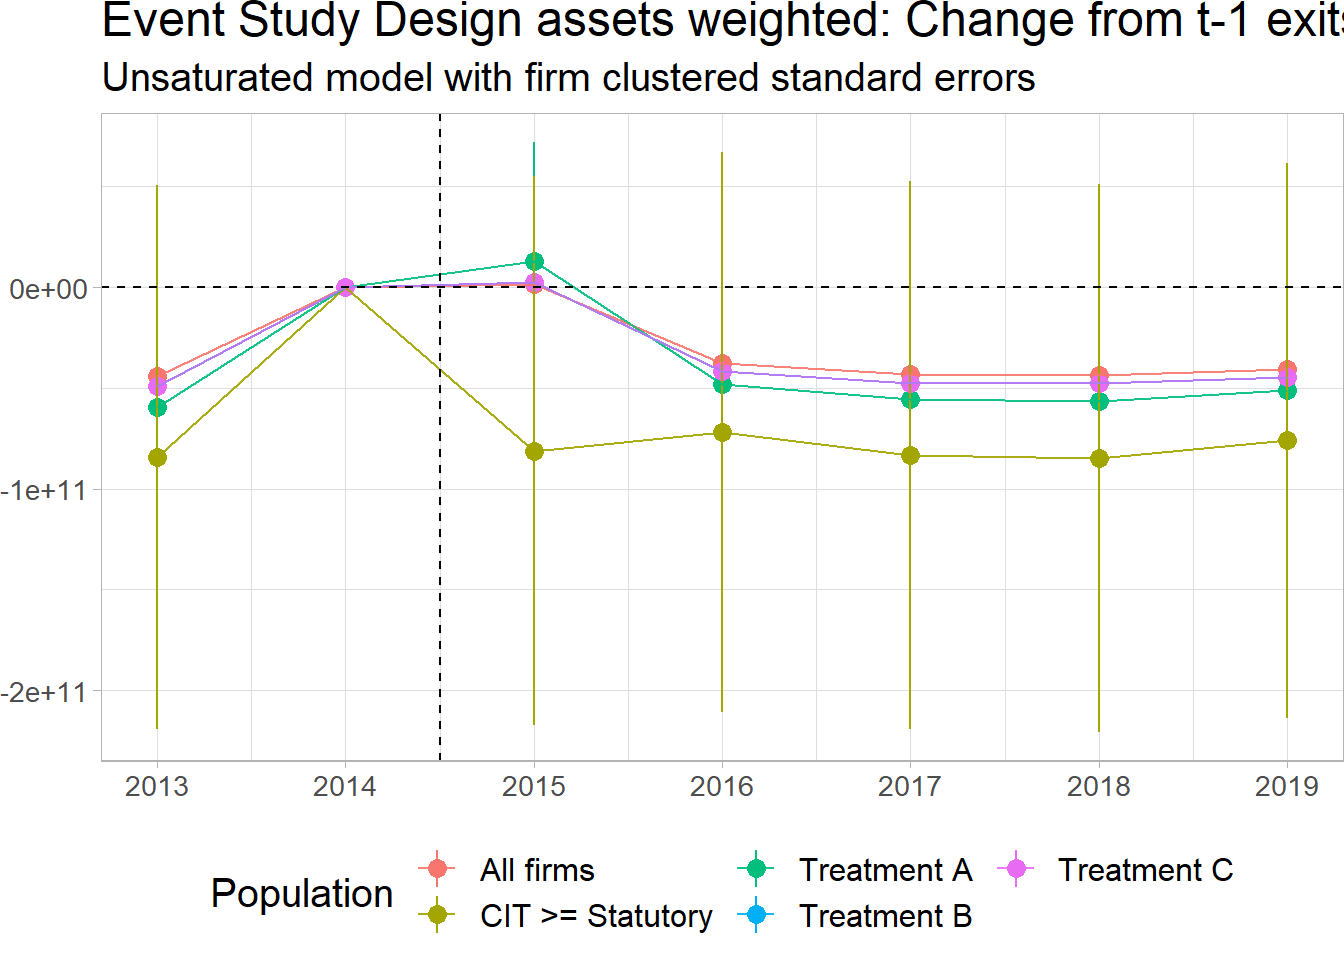 Event Study Design assets weighted: Change from t-1 exits
Unsaturated model with firm clustered standard errors
0e+00
-1e+11
-2e+11
2013 2014 2015 2016 2017 2018 2019
Population
All firms Treatment A Treatment C
CIT >= Statutory Treatment B